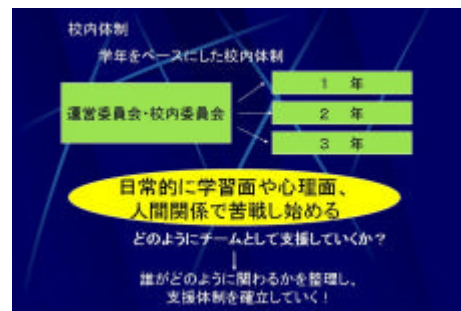 校内体制
学年をベースにした校内体制
運営委員会・校内委員会
1 年
2 年
3 年
日常的に学習面や心理面、
人間関係で苦戦し始める
どのようにチームとして支援していくか?
誰がどのように関わるかを整理し、
支援体制を確立していく!